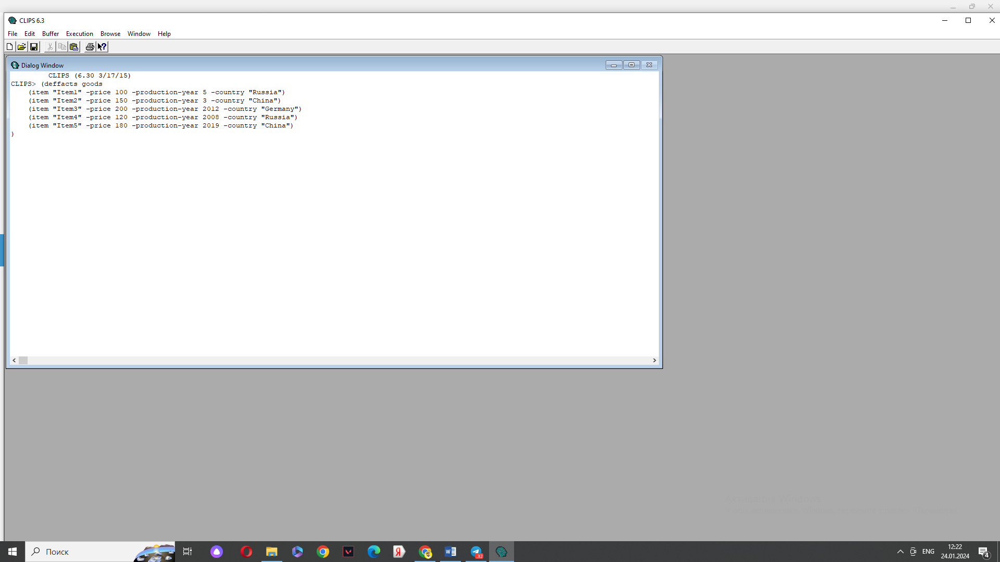 CLIPS 6.3
File Edit Buffer Execution Browse Window Help
Dialog Window
CLIPS (6.30 3/17/15)
CLIPS> (deffacts goods
(item "Item1" -price 100 -production-year 5 -country "Russia")
(item "Item2" -price 150 -production-year 3 -country "China")
(item "Item3" -price 200 -production-year 2012 -country "Germany")
(item "Item4" -price 120 -production-year 2008 -country "Russia")
(item "Item5" -price 180 -production-year 2019 -country "China")
)
Поиск
Я
W
.32
ENG
12:22
24.01.2024
4